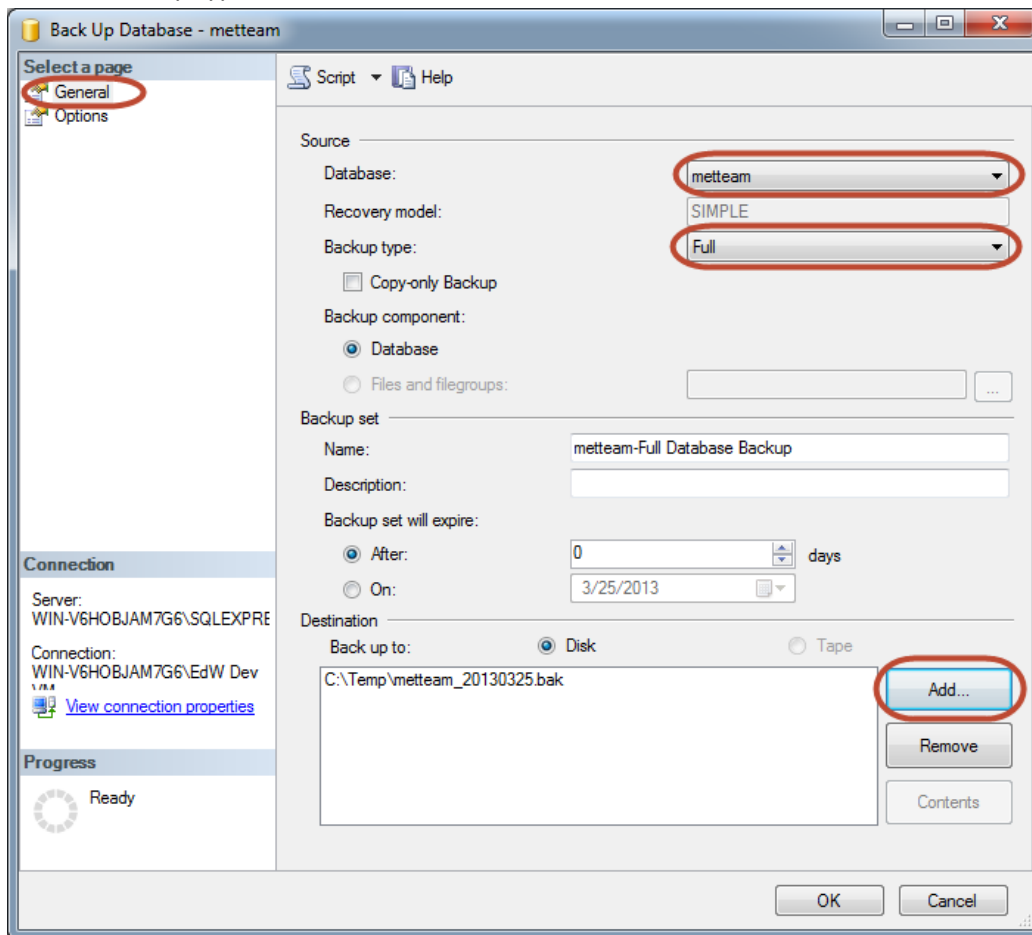 Back Up Database - metteam
Select a page
General
Options
Script Help
Source
Database: metteam
Recovery model: SIMPLE
Backup type: Full
Copy-only Backup
Backup component:
Database
Files and filegroups: ...
Backup set
Name: metteam-Full Database Backup
Description:
Backup set will expire:
After: 0 days
On: 3/25/2013
Destination
Back up to: Disk Tape
C:\Temp\metteam_20130325.bak
Add...
Remove
Contents
Connection
Server:
WIN-V6HOBJAM7G6\SQLEXPRE
Connection:
WIN-V6HOBJAM7G6\EdW Dev
View connection properties
Progress
Ready
OK Cancel